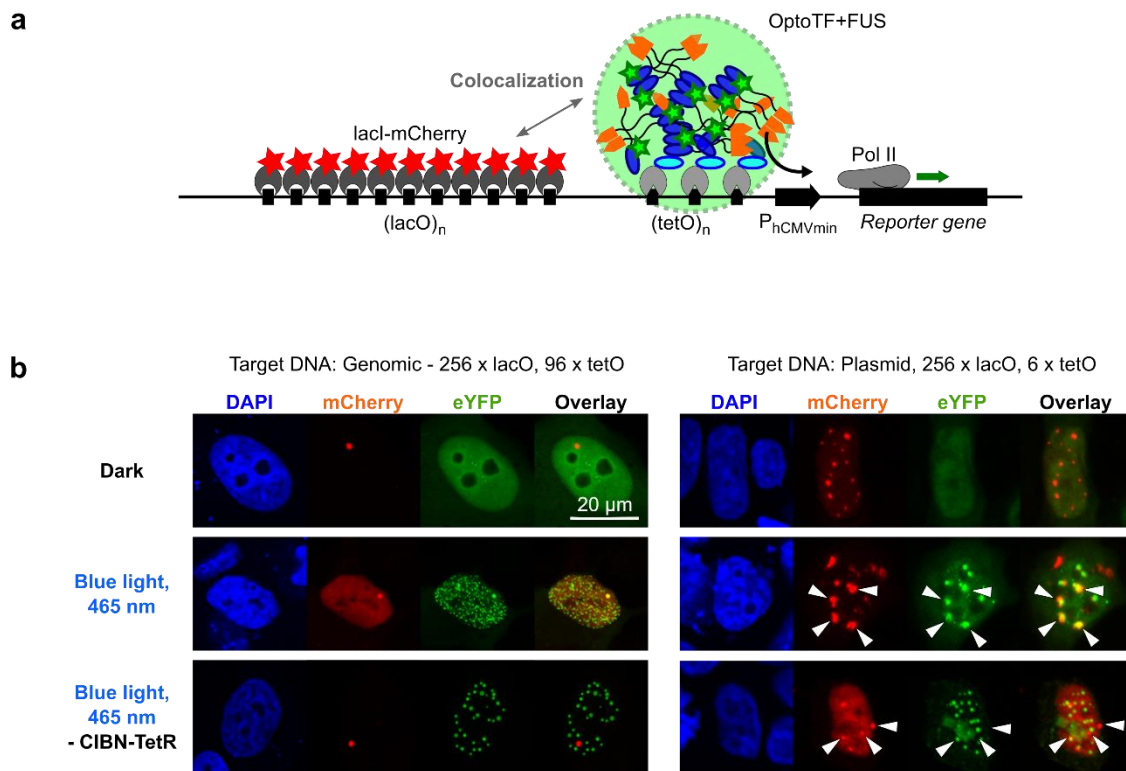 a
OptoTF+FUS
Colocalization
lacI-mCherry
Pol II
(lacO)n
(tetO)n
PhCMVmin
Reporter gene
b
Target DNA: Genomic - 256 x lacO, 96 x tetO
Target DNA: Plasmid, 256 x lacO, 6 x tetO
DAPI mCherry eYFP Overlay
DAPI mCherry eYFP Overlay
Dark
20 µm
Blue light,
465 nm
Blue light,
465 nm
- CIBN-TetR